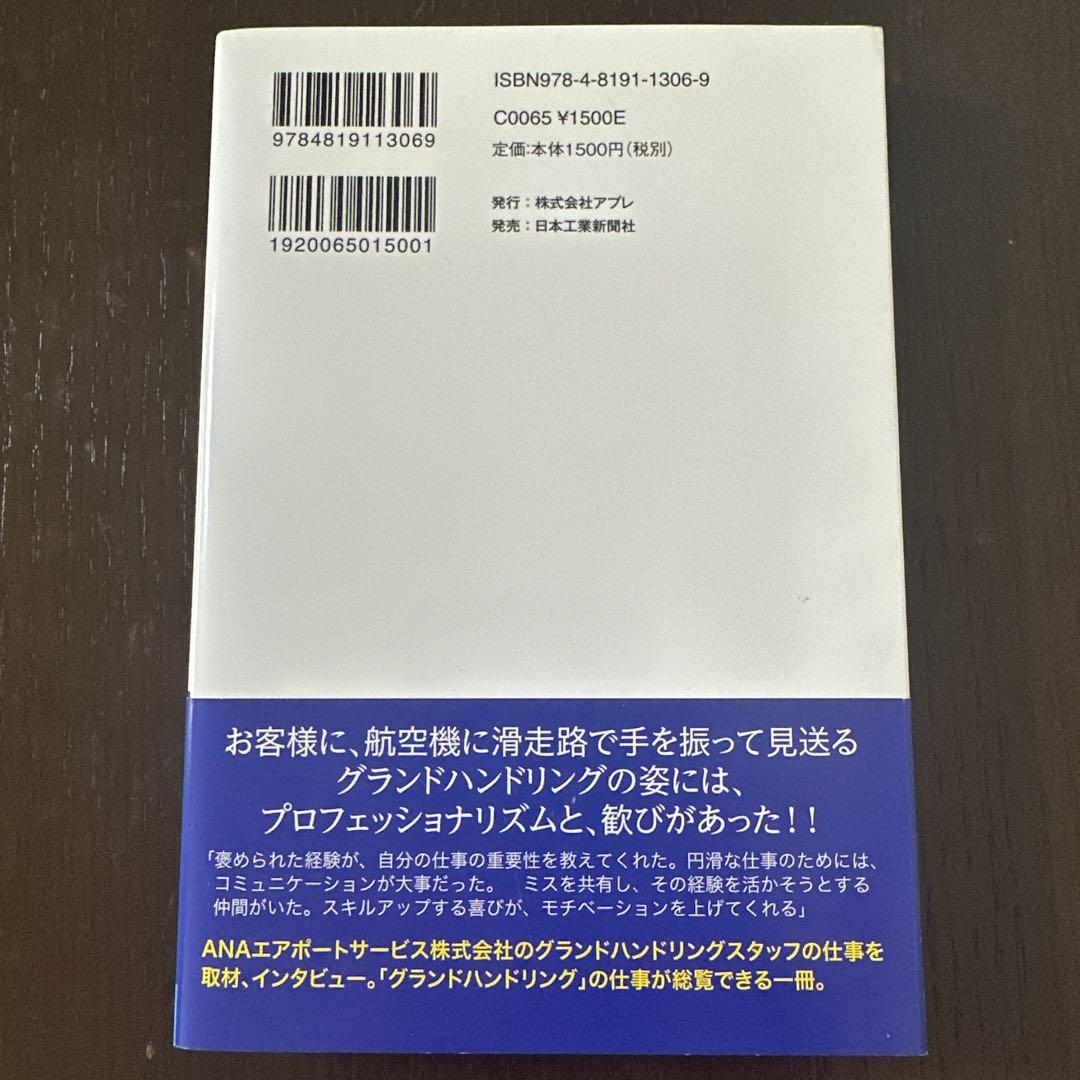 ISBN978-4-8191-1306-9
9784819113069
C0065 ¥1500E
定価:本体1500円(税別)
1920065015001
発行：株式会社アプレ
発売：日本工業新聞社
お客様に、航空機に滑走路で手を振って見送る
グランドハンドリングの姿には、
プロフェッショナリズムと、歓びがあった！！
「褒められた経験が、自分の仕事の重要性を教えてくれた。円滑な仕事のためには、
コミュニケーションが大事だった。　ミスを共有し、その経験を活かそうとする
仲間がいた。スキルアップする喜びが、モチベーションを上げてくれる」
ANAエアポートサービス株式会社のグランドハンドリングスタッフの仕事を
取材、インタビュー。「グランドハンドリング」の仕事が総覧できる一冊。